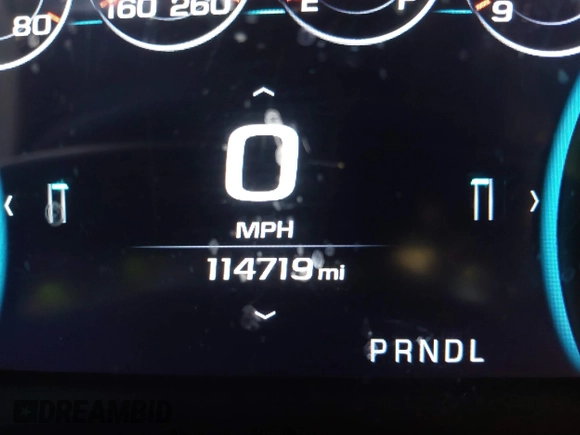 80 160 260 E F 9
0
MPH
114719 mi
PRNDL
DREAMBID